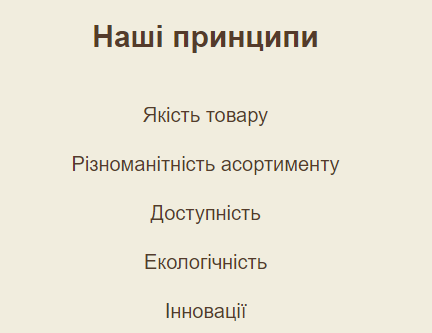 Наші принципи
Якість товару
Різноманітність асортименту
Доступність
Екологічність
Інновації